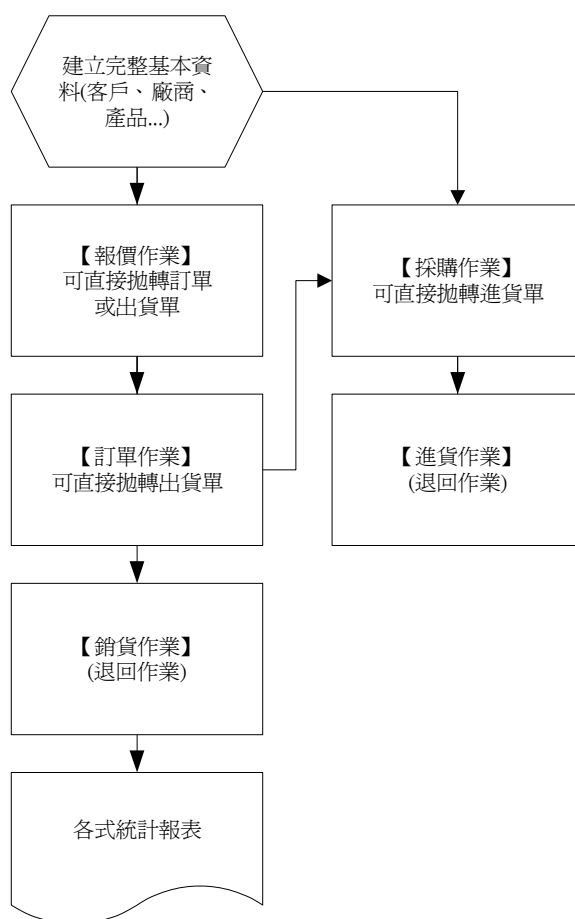 建立完整基本資
料(客戶、廠商、
產品...)
【報價作業】
可直接拋轉訂單
或出貨單
【採購作業】
可直接拋轉進貨單
【訂單作業】
可直接拋轉出貨單
【進貨作業】
(退回作業)
【銷貨作業】
(退回作業)
各式統計報表